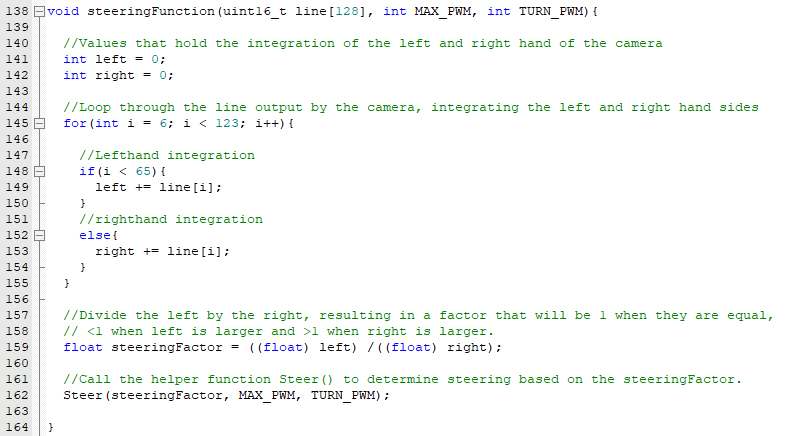 138 void steeringFunction(uint16_t line[128], int MAX_PWM, int TURN_PWM){
139
140 //Values that hold the integration of the left and right hand of the camera
141 int left = 0;
142 int right = 0;
143
144 //Loop through the line output by the camera, integrating the left and right hand sides
145 for(int i = 6; i < 123; i++){
146
147 //Lefthand integration
148 if(i < 65){
149 left += line[i];
150 }
151 //righthand integration
152 else{
153 right += line[i];
154 }
155 }
156
157 //Divide the left by the right, resulting in a factor that will be 1 when they are equal,
158 // <1 when left is larger and >1 when right is larger.
159 float steeringFactor = ((float) left) /((float) right);
160
161 //Call the helper function Steer() to determine steering based on the steeringFactor.
162 Steer(steeringFactor, MAX_PWM, TURN_PWM);
163
164 }